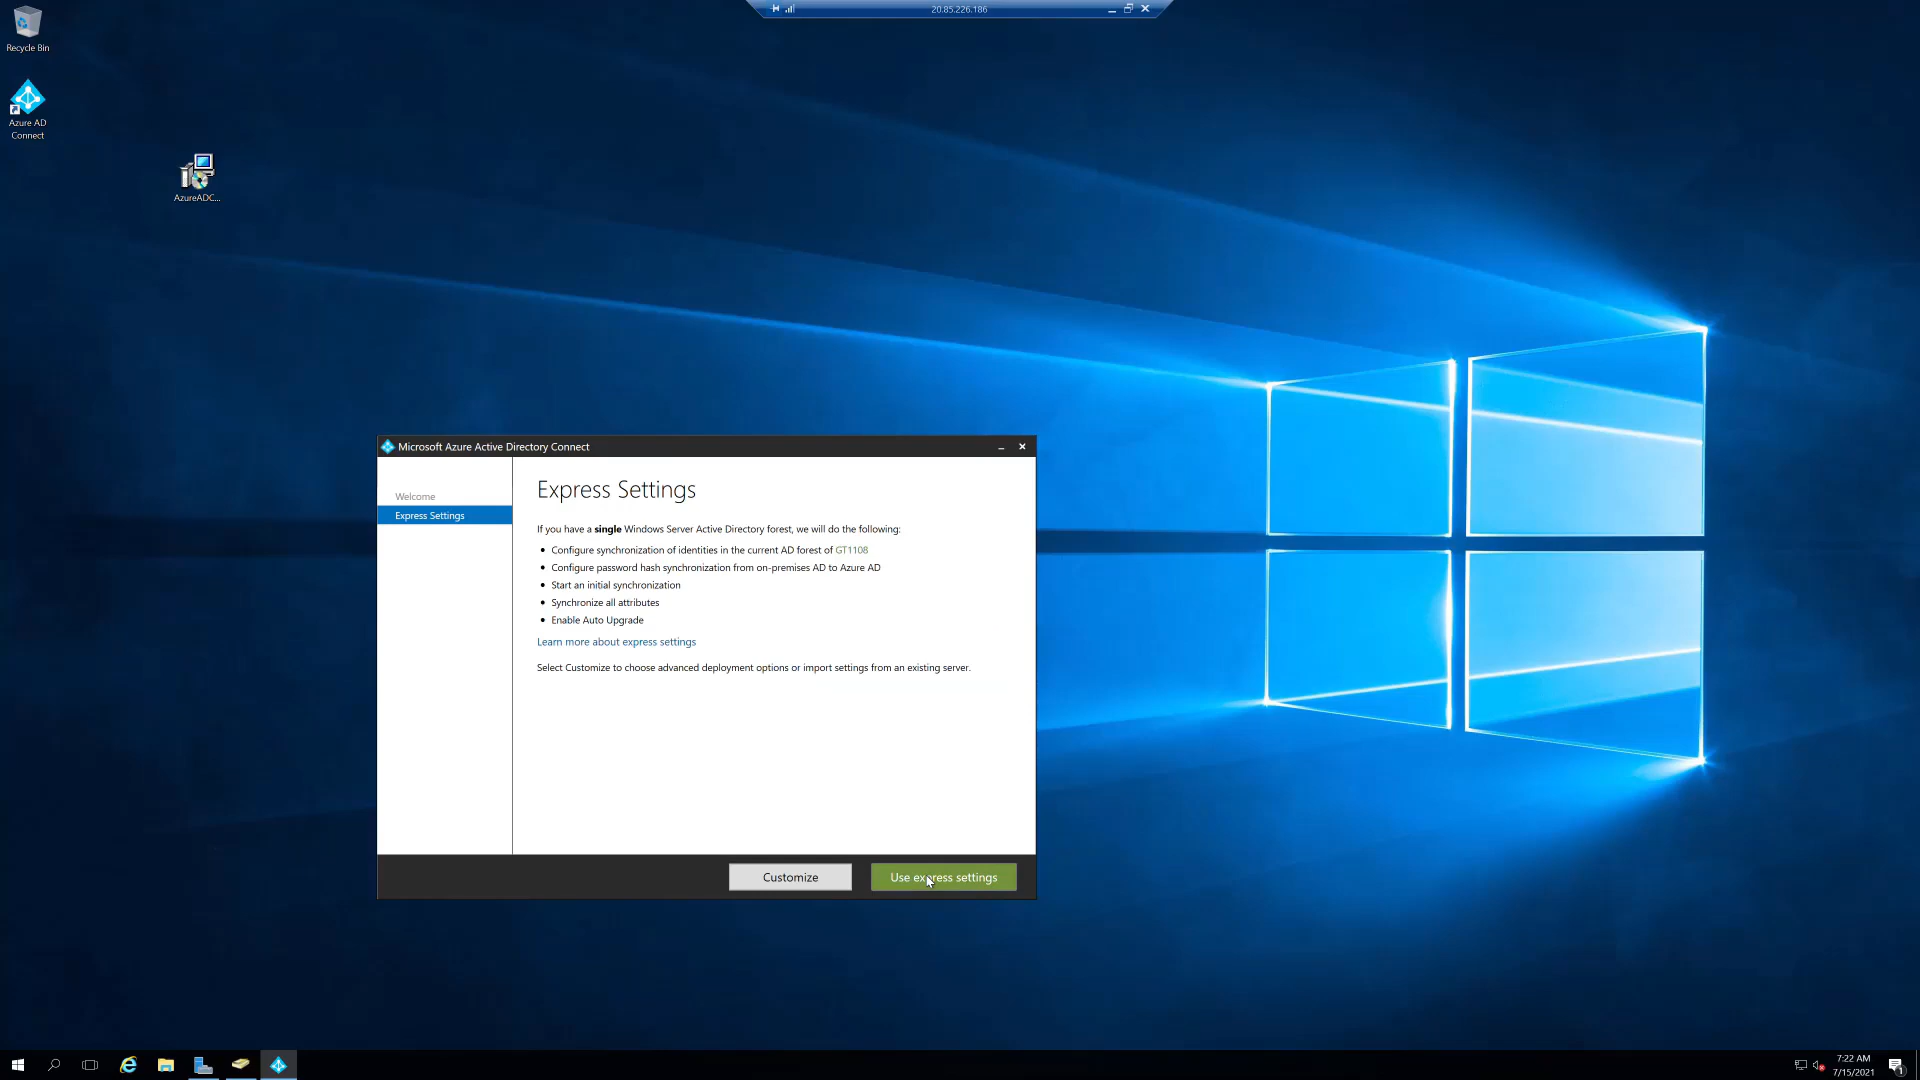 20.85.226.186
Recycle Bin
Azure AD
Connect
AzureADC...
Microsoft Azure Active Directory Connect
Welcome
Express Settings
Express Settings
If you have a single Windows Server Active Directory forest, we will do the following:
• Configure synchronization of identities in the current AD forest of GT1108
• Configure password hash synchronization from on-premises AD to Azure AD
• Start an initial synchronization
• Synchronize all attributes
• Enable Auto Upgrade
Learn more about express settings
Select Customize to choose advanced deployment options or import settings from an existing server.
Customize
Use express settings
7:22 AM
7/15/2021
1